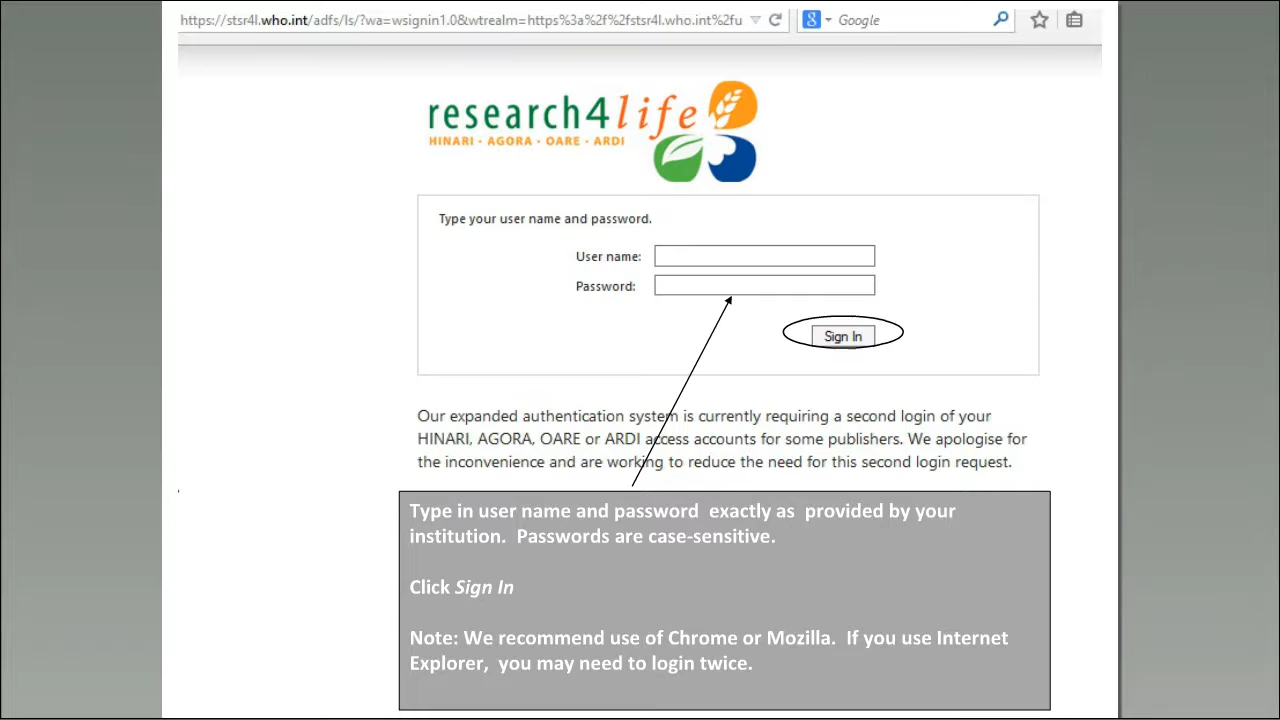 https://stsr4l.who.int/adfs/ls/?wa=wsignin1.0&wtrealm=https%3a%2f%2fstsr4l.who.int%2fu
8 Google
research4life
HINARI · AGORA · OARE · ARDI
Type your user name and password.
User name:
Password:
Sign In
Our expanded authentication system is currently requiring a second login of your
HINARI, AGORA, OARE or ARDI access accounts for some publishers. We apologise for
the inconvenience and are working to reduce the need for this second login request.
Type in user name and password exactly as provided by your
institution. Passwords are case-sensitive.
Click Sign In
Note: We recommend use of Chrome or Mozilla. If you use Internet
Explorer, you may need to login twice.